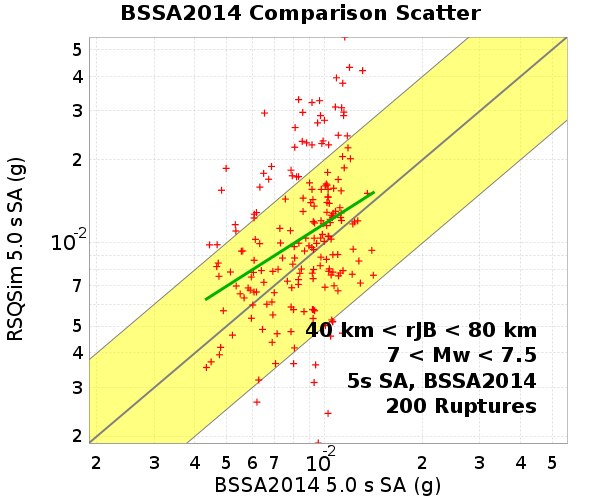 BSSA2014 Comparison Scatter
RSQSim 5.0 s SA (g)
5
4
3
2
10-2
7
5
4
3
2
40 km < rJB < 80 km
7 < Mw < 7.5
5s SA, BSSA2014
200 Ruptures
2 3 4 5 6 7 10-2 2 3 4 5
BSSA2014 5.0 s SA (g)